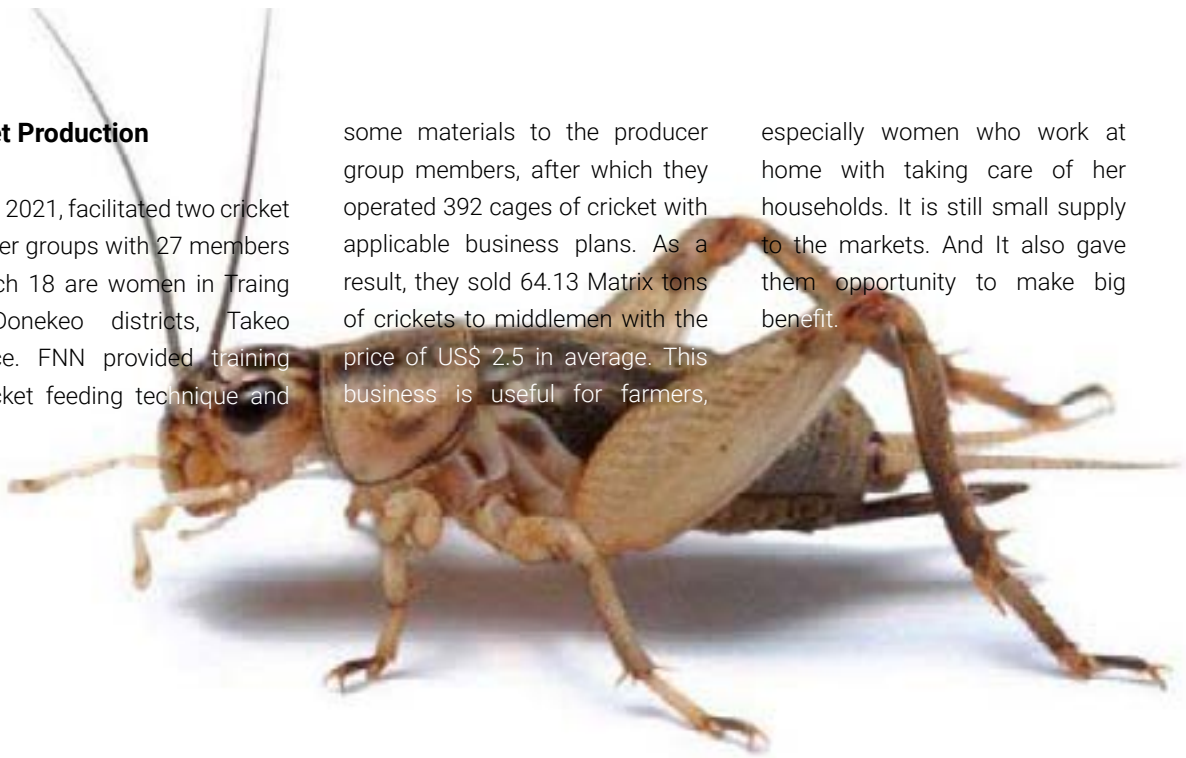 et Production
2021, facilitated two cricket
er groups with 27 members
ch 18 are women in Traing
Donekeo districts, Takeo
ce. FNN provided training
cket feeding technique and
some materials to the producer
group members, after which they
operated 392 cages of cricket with
applicable business plans. As a
result, they sold 64.13 Matrix tons
of crickets to middlemen with the
price of US$ 2.5 in average. This
business is useful for farmers,
especially women who work at
home with taking care of her
households. It is still small supply
to the markets. And It also gave
them opportunity to make big
benefit.